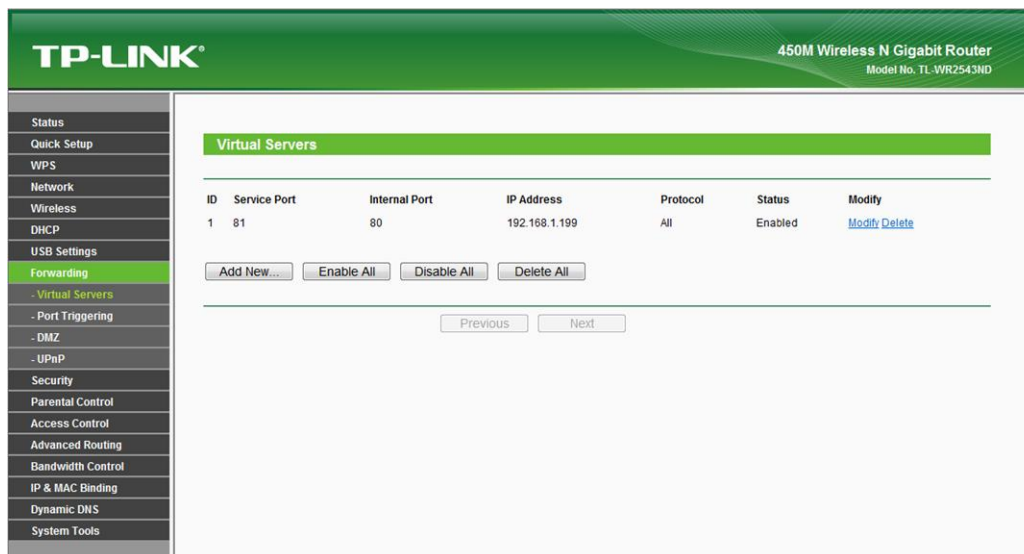 TP-LINK®
450M Wireless N Gigabit Router
Model No. TL-WR2543ND
Status
Quick Setup
WPS
Network
Wireless
DHCP
USB Settings
Forwarding
- Virtual Servers
- Port Triggering
- DMZ
- UPnP
Security
Parental Control
Access Control
Advanced Routing
Bandwidth Control
IP & MAC Binding
Dynamic DNS
System Tools
Virtual Servers
ID Service Port Internal Port IP Address Protocol Status Modify
1 81 80 192.168.1.199 All Enabled Modify Delete
Add New... Enable All Disable All Delete All
Previous Next